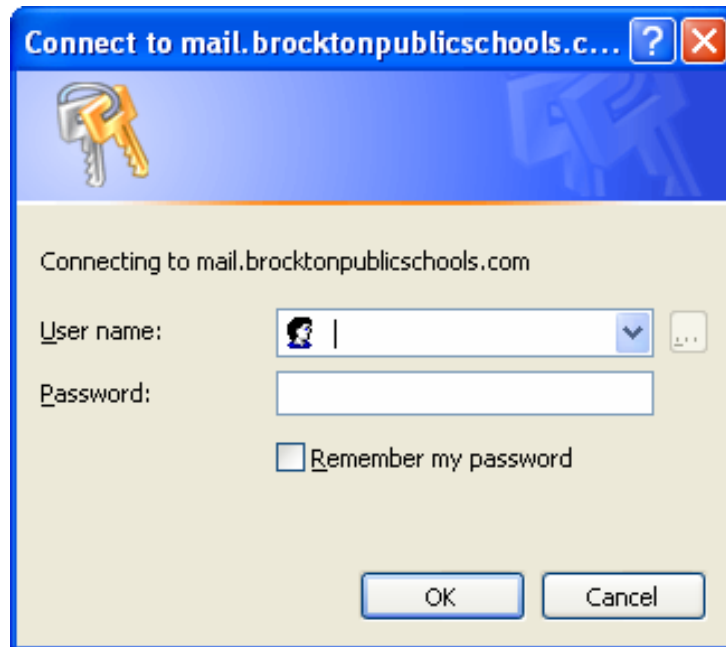 Connect to mail.brocktonpublicschools.c... ?
Connecting to mail.brocktonpublicschools.com
User name:
...
Password:
Remember my password
OK Cancel